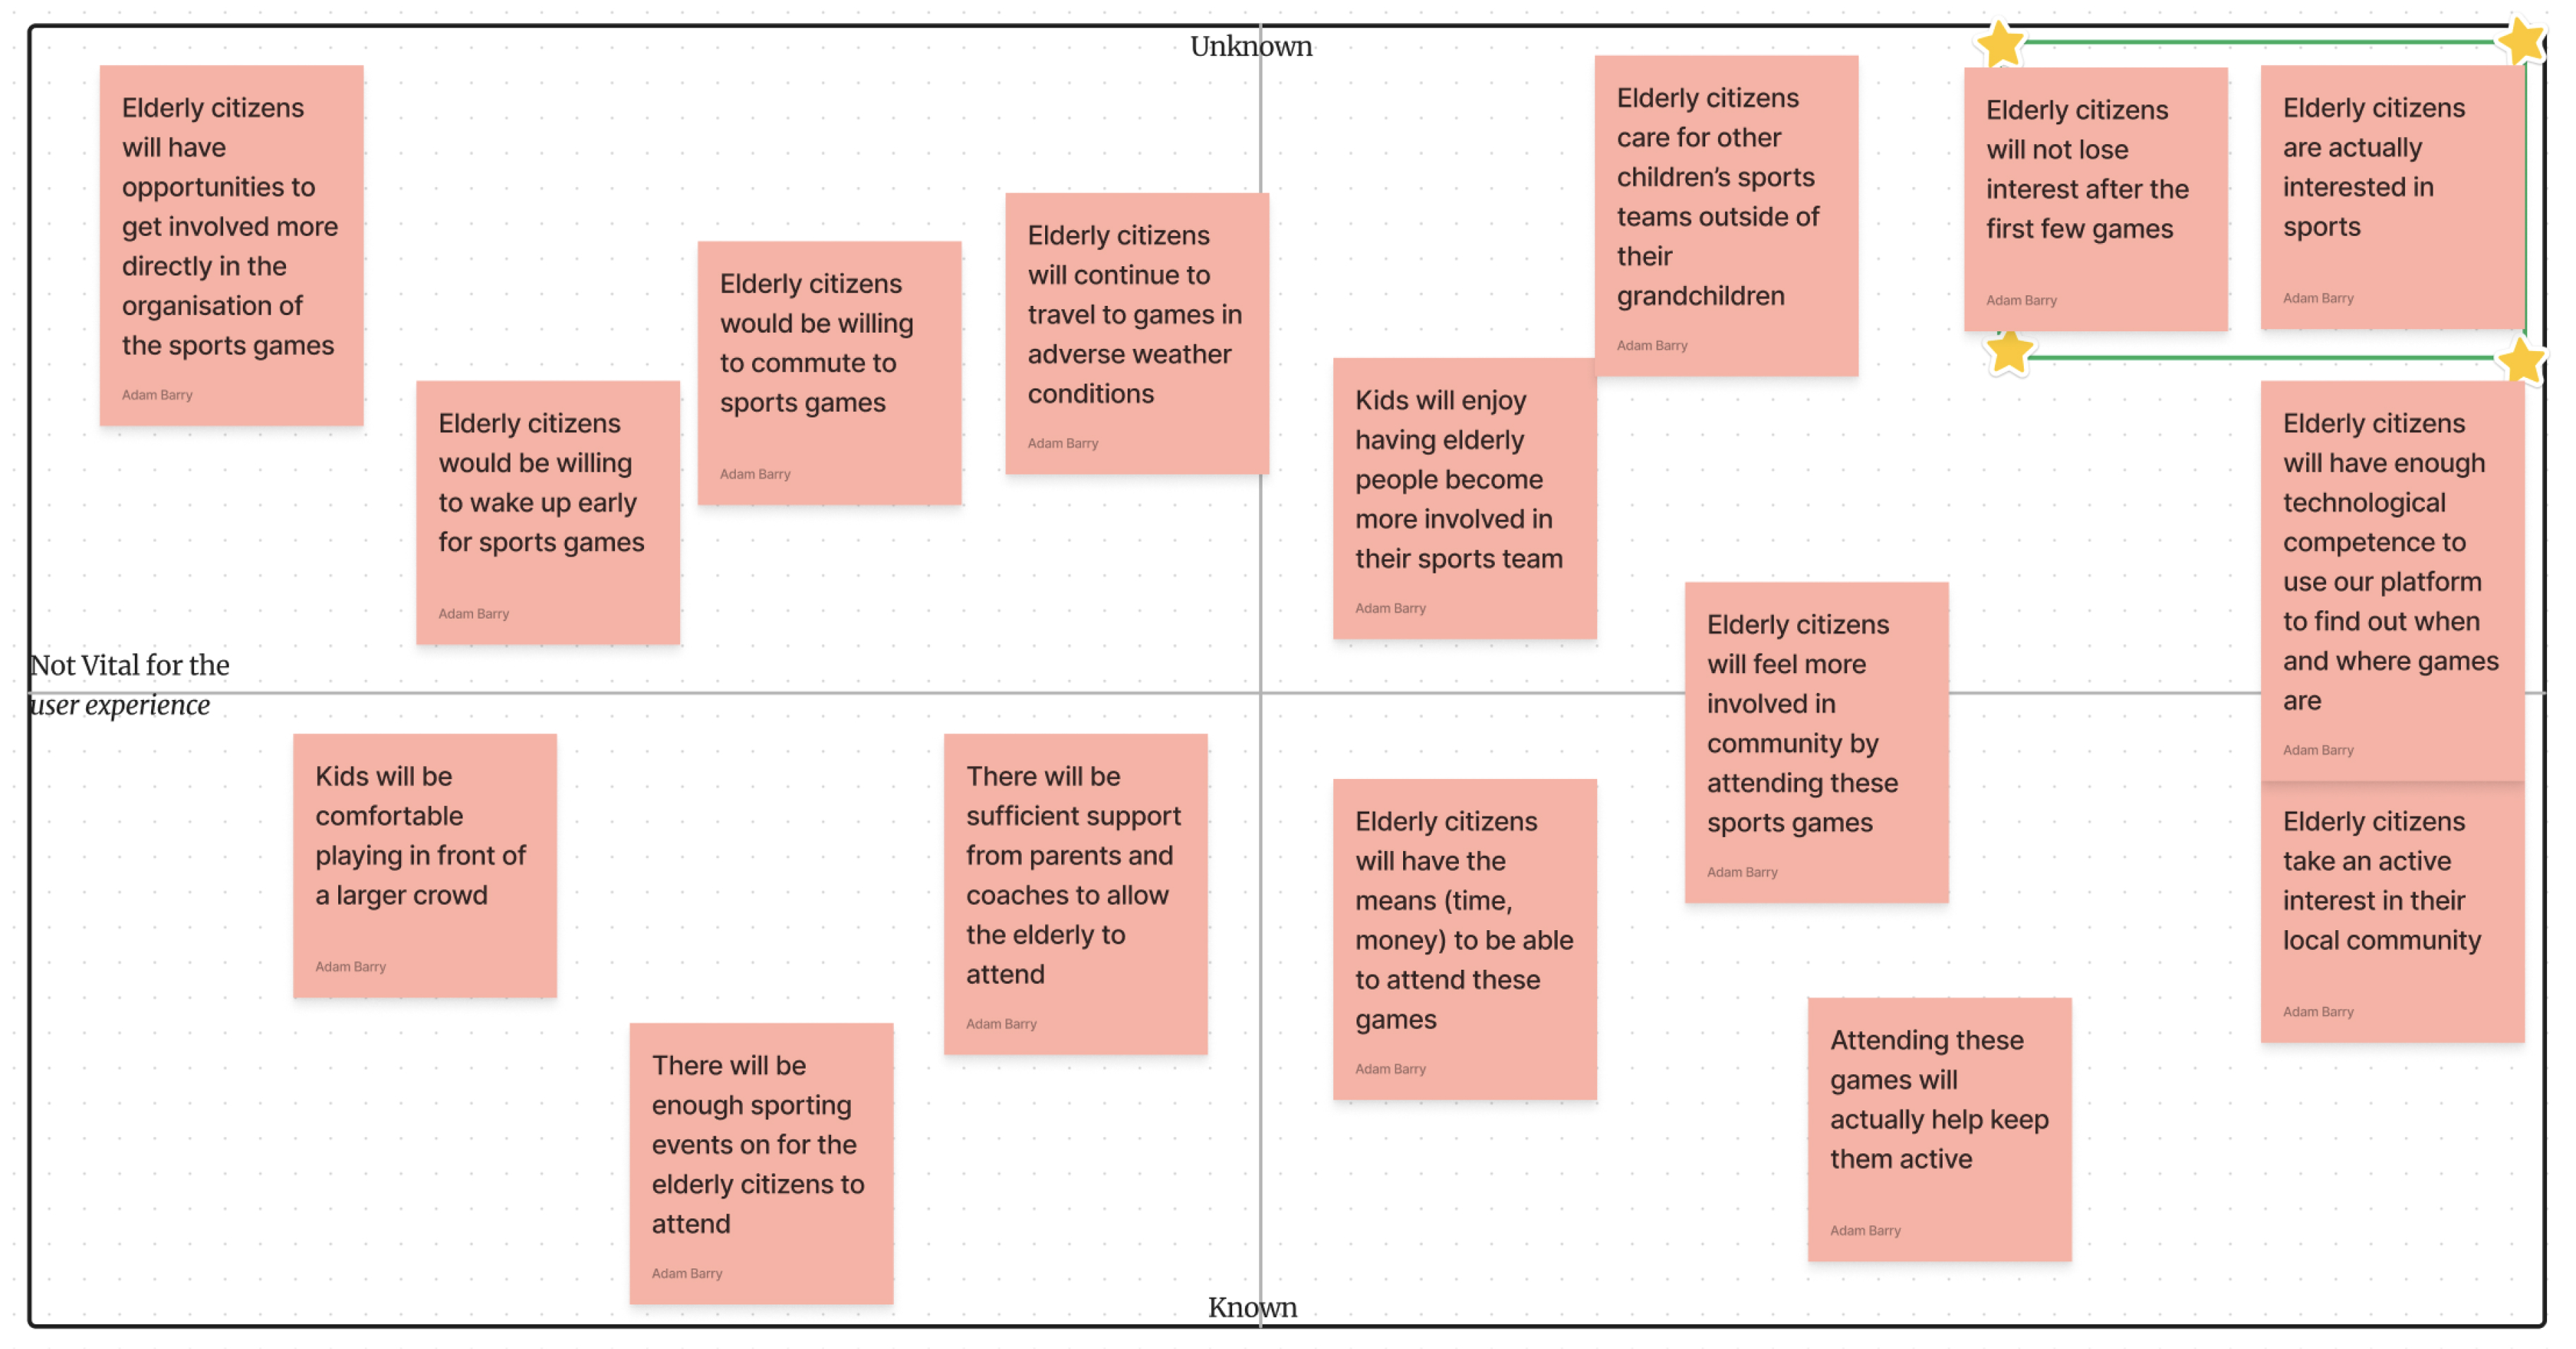 Unknown
Elderly citizens
will have
opportunities to
get involved more
directly in the
organisation of
the sports games
Adam Barry
Elderly citizens
would be willing
to wake up early
for sports games
Adam Barry
Elderly citizens
would be willing
to commute to
sports games
Adam Barry
Elderly citizens
will continue to
travel to games in
adverse weather
conditions
Adam Barry
Kids will enjoy
having elderly
people become
more involved in
their sports team
Adam Barry
Elderly citizens
care for other
children’s sports
teams outside of
their
grandchildren
Adam Barry
Elderly citizens
will not lose
interest after the
first few games
Adam Barry
Elderly citizens
are actually
interested in
sports
Adam Barry
Elderly citizens
will have enough
technological
competence to
use our platform
to find out when
and where games
are
Adam Barry
Elderly citizens
will feel more
involved in
community by
attending these
sports games
Adam Barry
Not Vital for the
user experience
Kids will be
comfortable
playing in front of
a larger crowd
Adam Barry
There will be
enough sporting
events on for the
elderly citizens to
attend
Adam Barry
There will be
sufficient support
from parents and
coaches to allow
the elderly to
attend
Adam Barry
Elderly citizens
will have the
means (time,
money) to be able
to attend these
games
Adam Barry
Attending these
games will
actually help keep
them active
Adam Barry
Elderly citizens
take an active
interest in their
local community
Adam Barry
Known